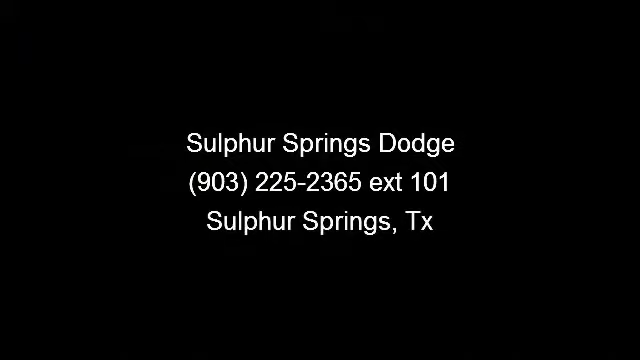 Sulphur Springs Dodge
(903) 225-2365 ext 101
Sulphur Springs, Tx